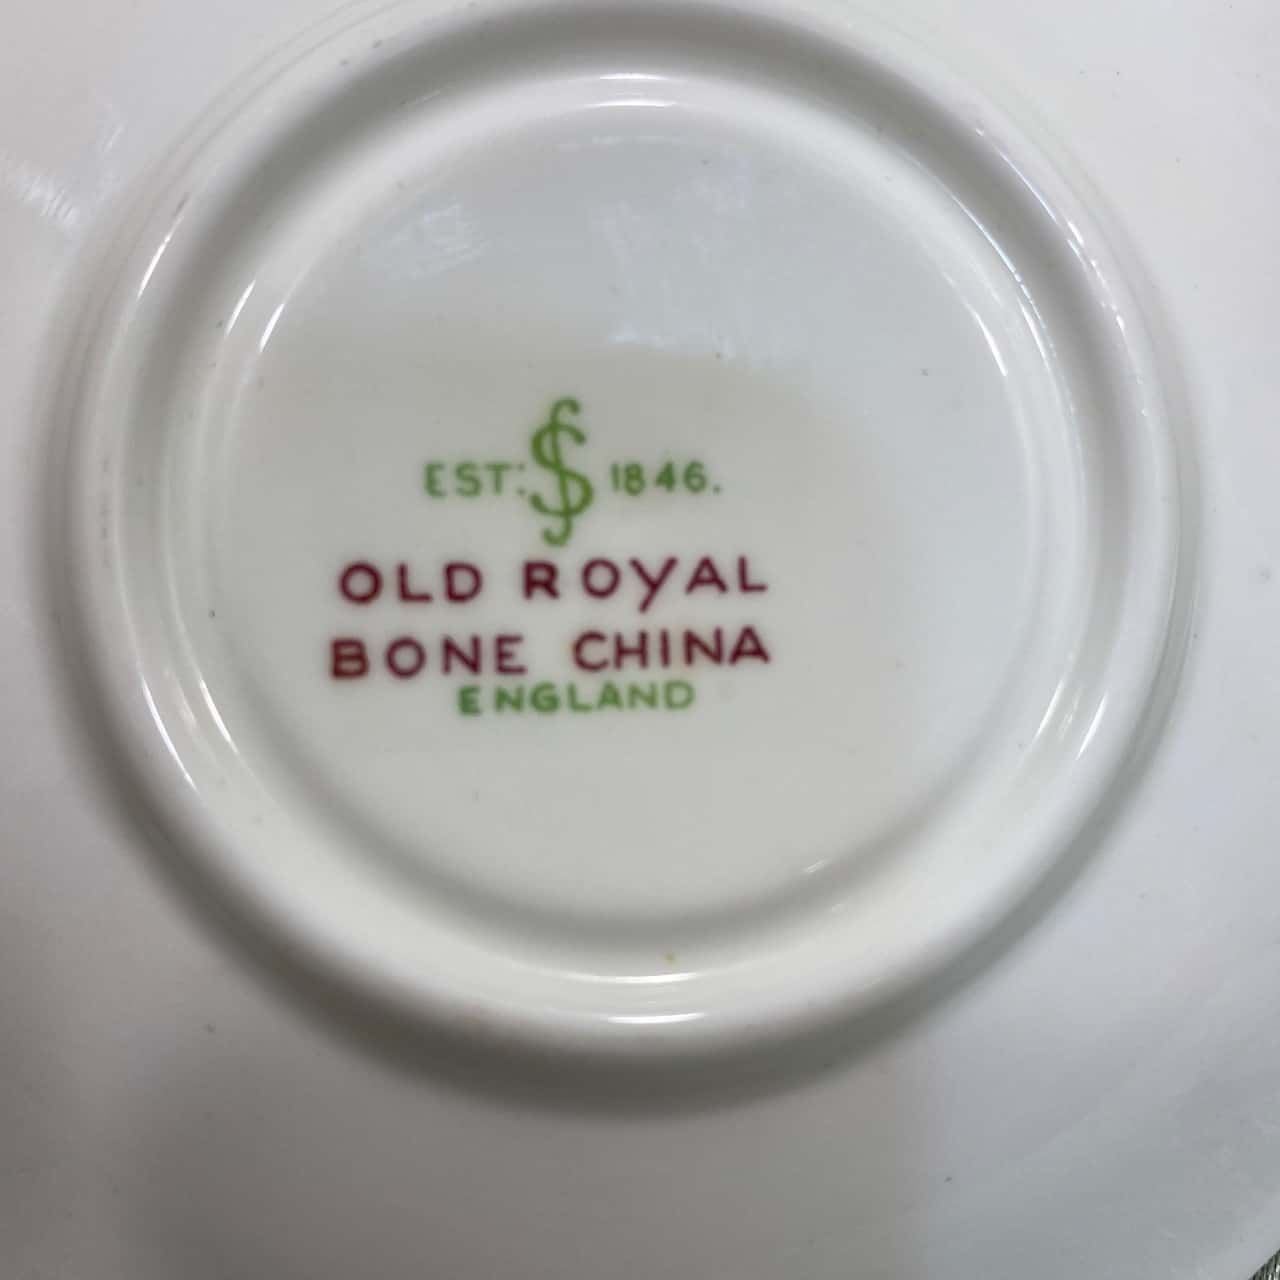 EST: S 1846.
OLD ROYAL
BONE CHINA
ENGLAND